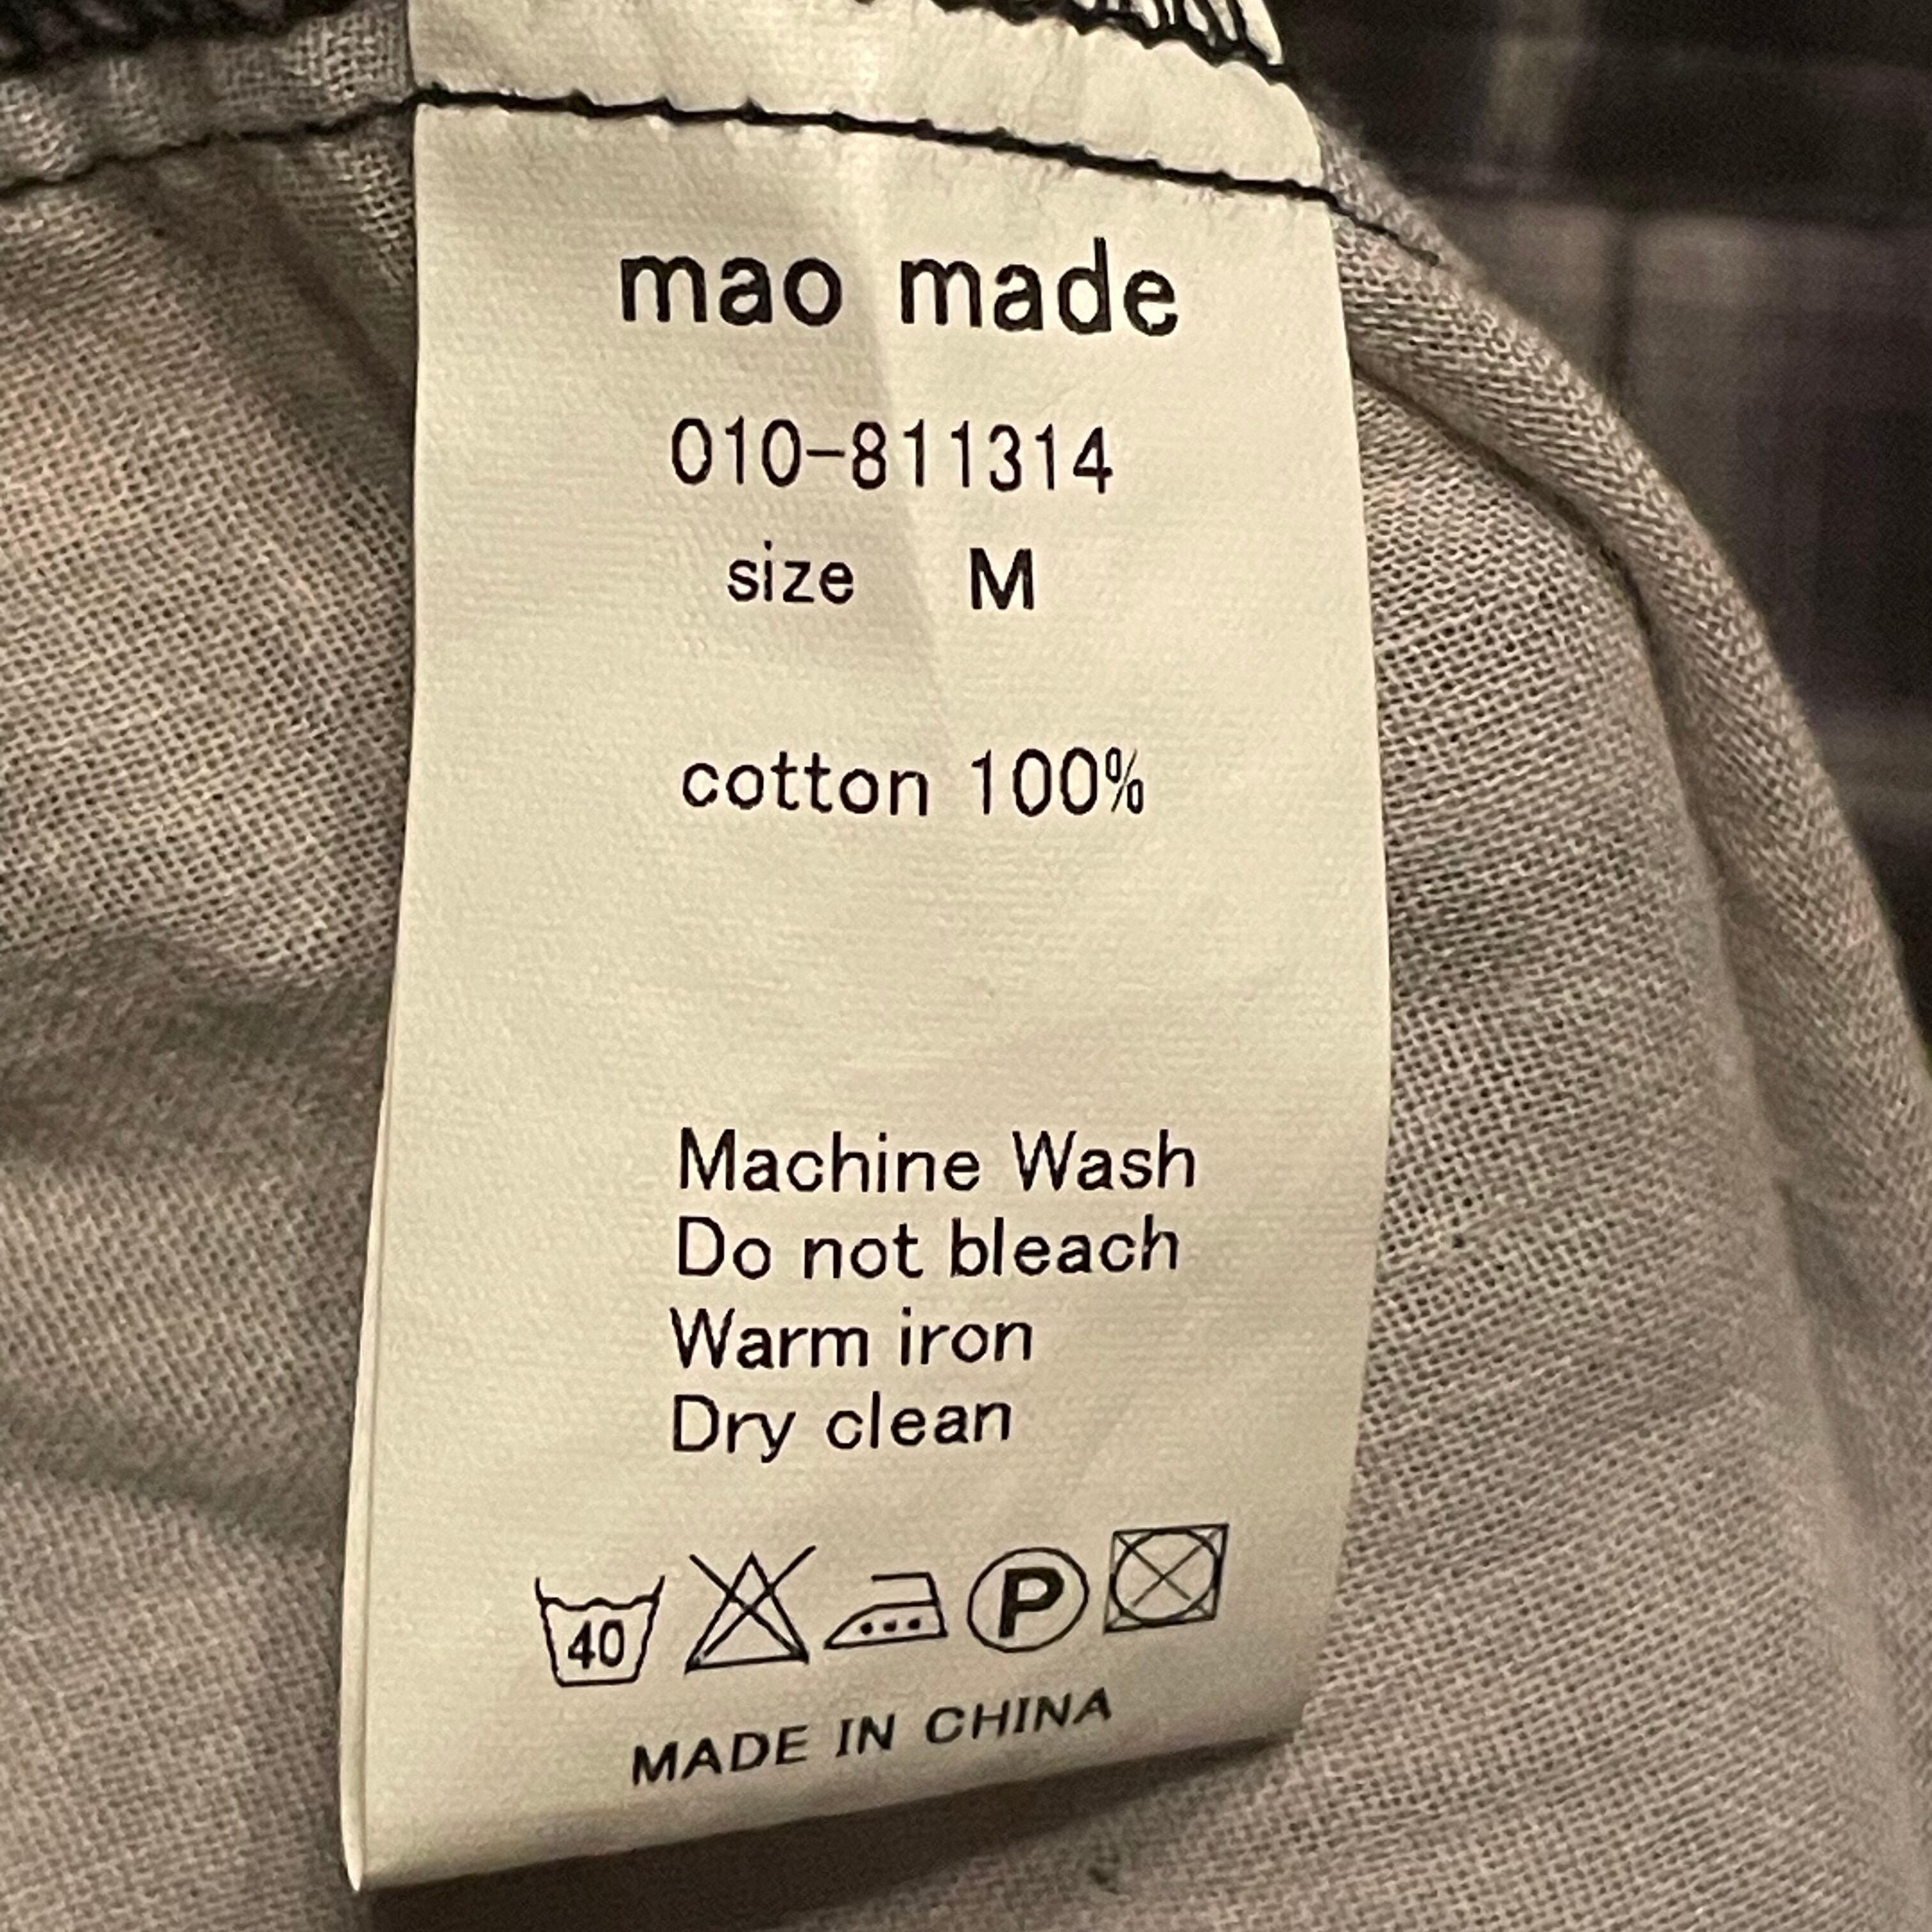 mao made
010-811314
size M
cotton 100%
Machine Wash
Do not bleach
Warm iron
Dry clean
40 P
MADE IN CHINA